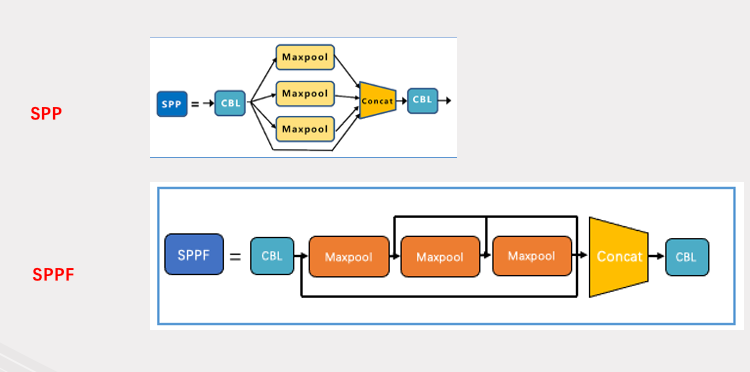 SPP
SPP = CBL Maxpool Maxpool Maxpool Concat CBL
SPPF
SPPF = CBL Maxpool Maxpool Maxpool Concat CBL